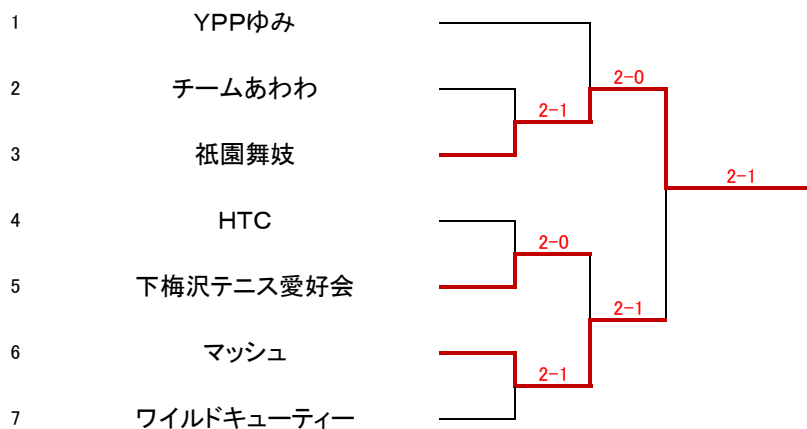 1 YPPゆみ
2-0
2 チームあわわ
2-1
3 祇園舞妓
2-1
4 HTC
2-0
5 下梅沢テニス愛好会
2-1
6 マッシュ
2-1
7 ワイルドキューティー